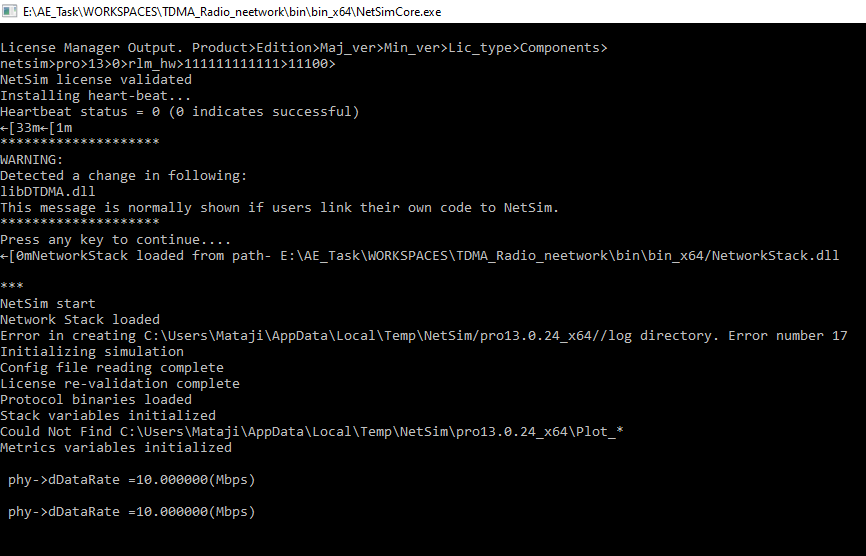 E:\AE_Task\WORKSPACES\TDMA_Radio_neetwork\bin\bin_x64\NetSimCore.exe
License Manager Output. Product>Edition>Maj_ver>Min_ver>Lic_type>Components>
netsim>pro>13>0>rlm_hw>111111111111>11100>
NetSim license validated
Installing heart-beat...
Heartbeat status = 0 (0 indicates successful)
←[33m←[1m
********************
WARNING:
Detected a change in following:
libDTDMA.dll
This message is normally shown if users link their own code to NetSim.
********************
Press any key to continue....
←[0mNetworkStack loaded from path- E:\AE_Task\WORKSPACES\TDMA_Radio_neetwork\bin\bin_x64/NetworkStack.dll
***
NetSim start
Network Stack loaded
Error in creating C:\Users\Mataji\AppData\Local\Temp\NetSim/pro13.0.24_x64//log directory. Error number 17
Initializing simulation
Config file reading complete
License re-validation complete
Protocol binaries loaded
Stack variables initialized
Could Not Find C:\Users\Mataji\AppData\Local\Temp\NetSim\pro13.0.24_x64\Plot_*
Metrics variables initialized
phy->dDataRate =10.000000(Mbps)
phy->dDataRate =10.000000(Mbps)